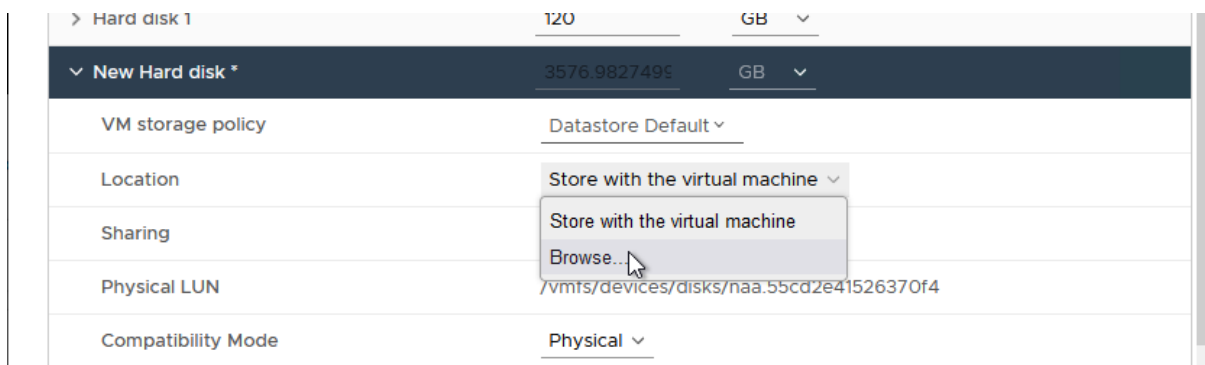 Hard disk 1 120 GB
New Hard disk * 3576.9827499 GB
VM storage policy Datastore Default
Location Store with the virtual machine
Store with the virtual machine
Sharing
Browse...
Physical LUN /vmfs/devices/disks/naa.55cd2e41526370f4
Compatibility Mode Physical